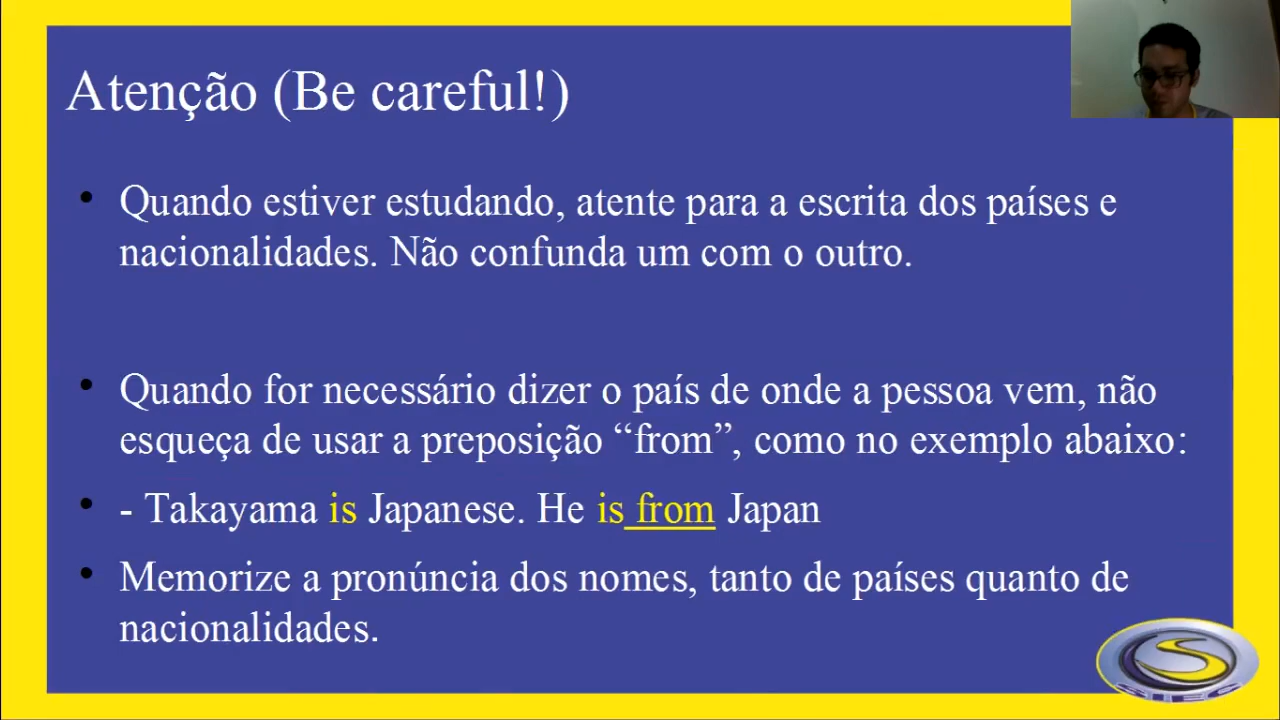 Atenção (Be careful!)
• Quando estiver estudando, atente para a escrita dos países e
nacionalidades. Não confunda um com o outro.
• Quando for necessário dizer o país de onde a pessoa vem, não
esqueça de usar a preposição “from”, como no exemplo abaixo:
• - Takayama is Japanese. He is from Japan
• Memorize a pronúncia dos nomes, tanto de países quanto de
nacionalidades.